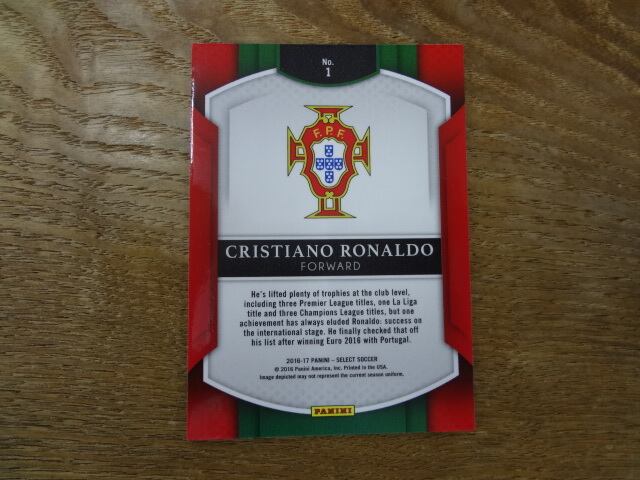 No.
1
F.P.F.
CRISTIANO RONALDO
FORWARD
He's lifted plenty of trophies at the club level,
including three Premier League titles, one La Liga
title and three Champions League titles, but one
achievement has always eluded Ronaldo: success on
the international stage. He finally checked that off
his list after winning Euro 2016 with Portugal.
2016-17 PANINI – SELECT SOCCER
© 2016 Panini America, Inc. Printed in the USA.
Image depicted may not represent the current season uniform.
PANINI